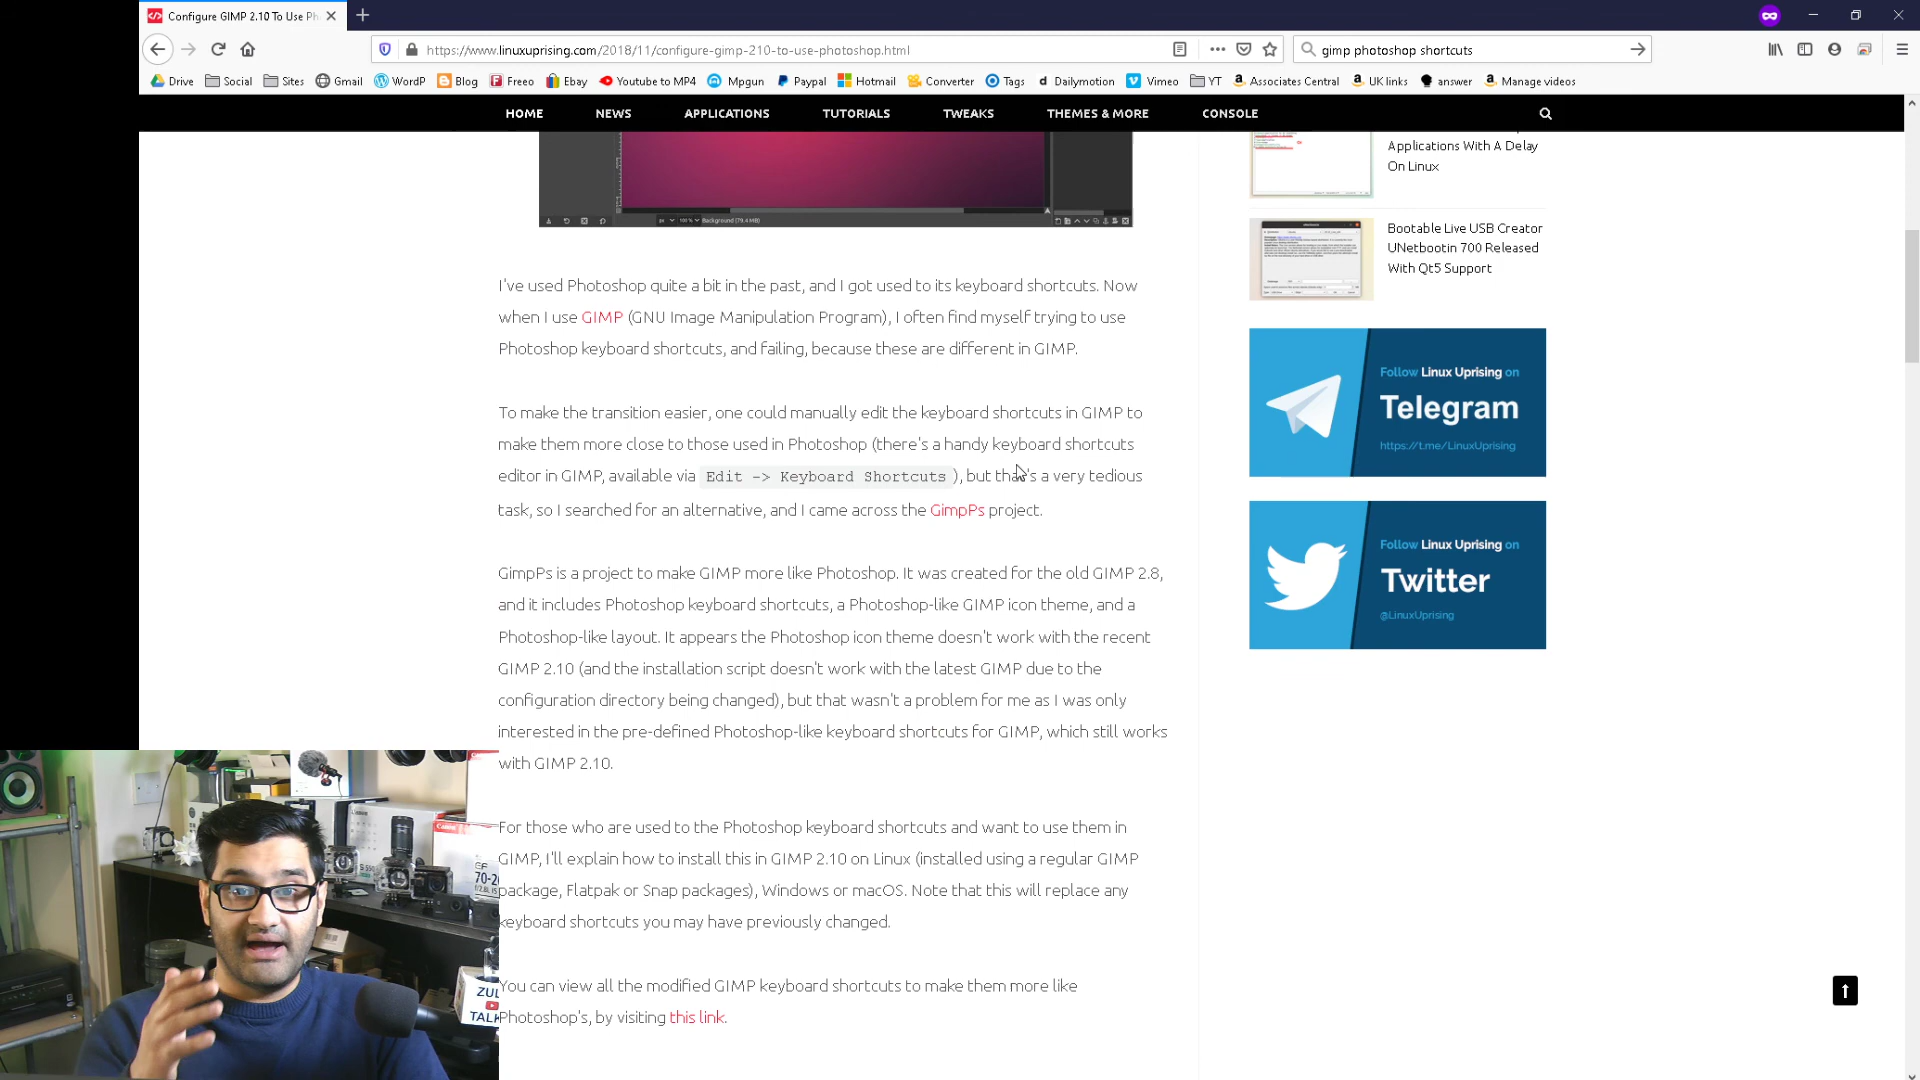 Configure GIMP 2.10 To Use Ph
https://www.linuxuprising.com/2018/11/configure-gimp-210-to-use-photoshop.html
gimp photoshop shortcuts
Drive Social Sites Gmail WordP Blog Freeo Ebay Youtube to MP4 Mpgun Paypal Hotmail Converter Tags Dailymotion Vimeo YT Associates Central UK links answer Manage videos
HOME NEWS APPLICATIONS TUTORIALS TWEAKS THEMES & MORE CONSOLE
Background (79.4 MB)
I've used Photoshop quite a bit in the past, and I got used to its keyboard shortcuts. Now
when I use GIMP (GNU Image Manipulation Program), I often find myself trying to use
Photoshop keyboard shortcuts, and failing, because these are different in GIMP.
To make the transition easier, one could manually edit the keyboard shortcuts in GIMP to
make them more close to those used in Photoshop (there's a handy keyboard shortcuts
editor in GIMP, available via Edit -> Keyboard Shortcuts ), but that's a very tedious
task, so I searched for an alternative, and I came across the GimpPs project.
GimpPs is a project to make GIMP more like Photoshop. It was created for the old GIMP 2.8,
and it includes Photoshop keyboard shortcuts, a Photoshop-like GIMP icon theme, and a
Photoshop-like layout. It appears the Photoshop icon theme doesn't work with the recent
GIMP 2.10 (and the installation script doesn't work with the latest GIMP due to the
configuration directory being changed), but that wasn't a problem for me as I was only
interested in the pre-defined Photoshop-like keyboard shortcuts for GIMP, which still works
with GIMP 2.10.
For those who are used to the Photoshop keyboard shortcuts and want to use them in
GIMP, I'll explain how to install this in GIMP 2.10 on Linux (installed using a regular GIMP
package, Flatpak or Snap packages), Windows or macOS. Note that this will replace any
keyboard shortcuts you may have previously changed.
You can view all the modified GIMP keyboard shortcuts to make them more like
Photoshop's, by visiting this link.
Applications With A Delay
On Linux
Bootable Live USB Creator
UNetbootin 700 Released
With Qt5 Support
Follow Linux Uprising on
Telegram
https://t.me/LinuxUprising
Follow Linux Uprising on
Twitter
@LinuxUprising
Canon
70-20
ZUL
TALK